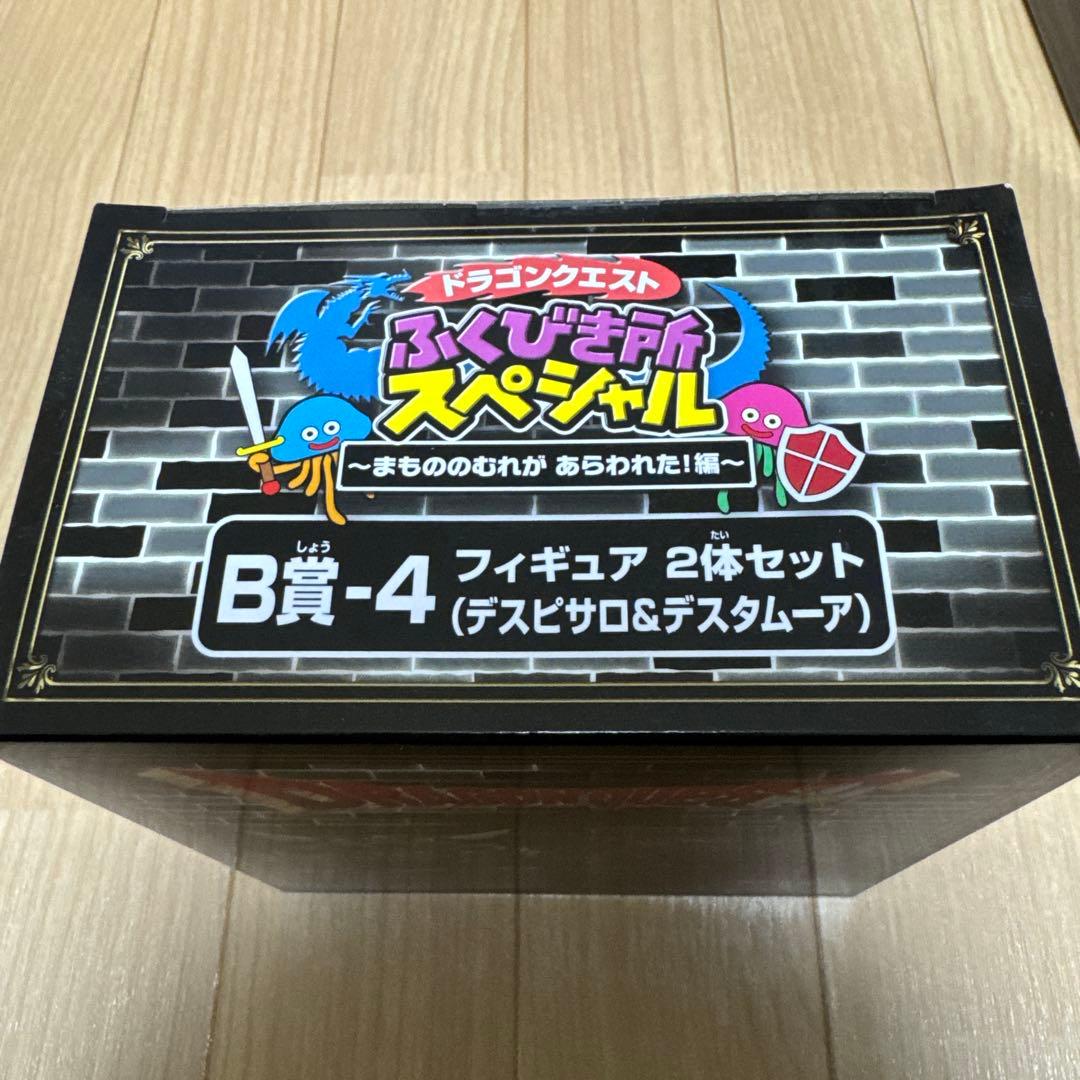 ドラゴンクエスト
ふくびき所
スペシャル
～まもののむれが あらわれた!編～
しょう
B賞-4
たい
フィギュア 2体セット
(デスピサロ&デスタムーア)